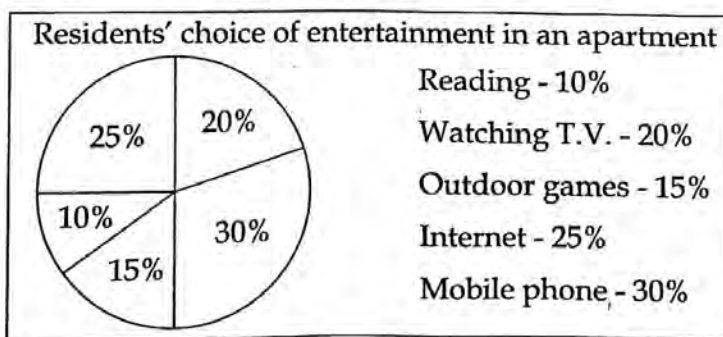 Residents' choice of entertainment in an apartment
25%
20%
10%
15%
30%
Reading - 10%
Watching T.V. - 20%
Outdoor games - 15%
Internet - 25%
Mobile phone - 30%